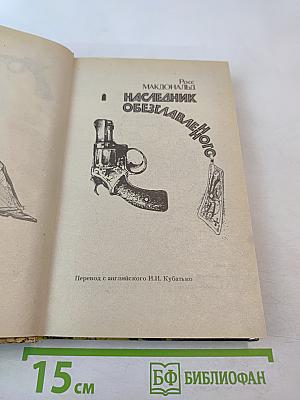 Росс
МАКДОНАЛЬД
НАСЛЕДНИК
ОБЕЗГЛАВЛЕННОГО
Перевод с английского И.И. Кубатько
15 см
БФ БИБЛИОФАН